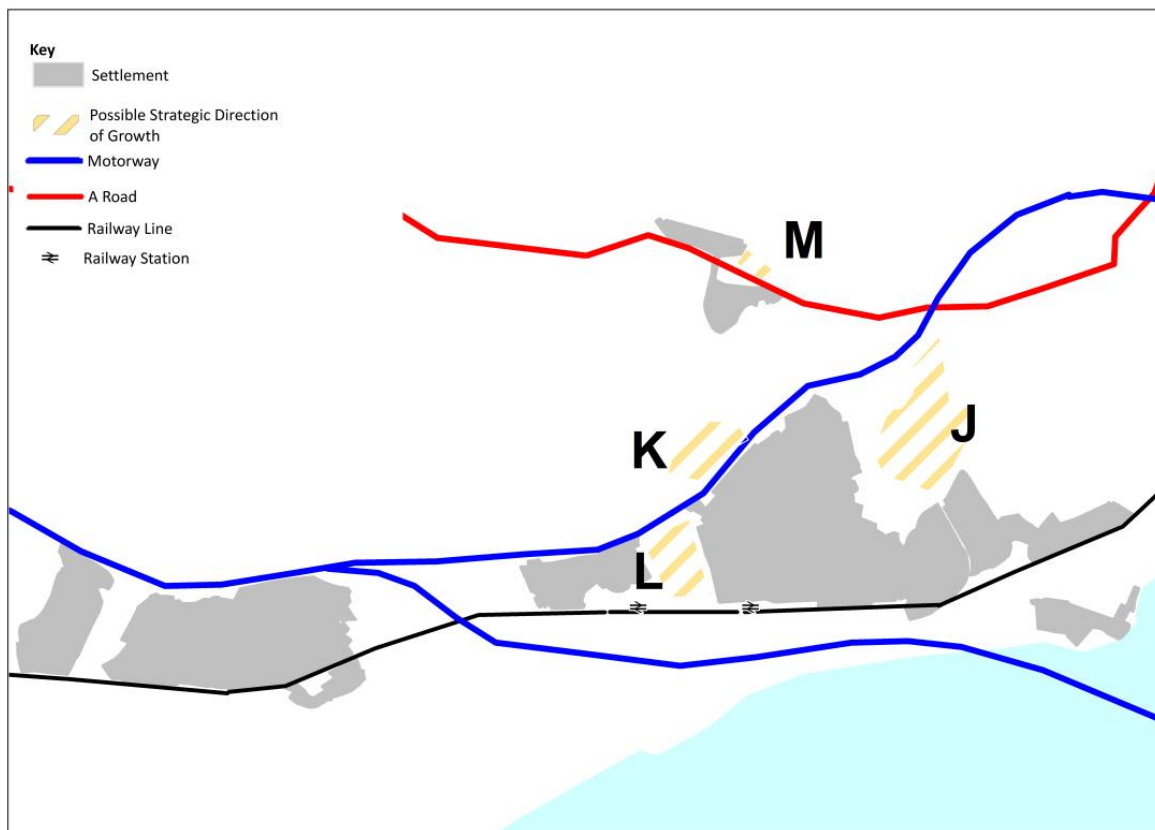 Key
Settlement
Possible Strategic Direction
of Growth
Motorway
A Road
Railway Line
Railway Station
M
J
K
L